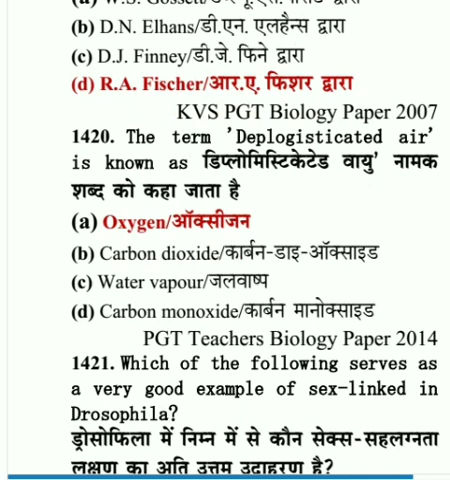 (b) D.N. Elhans/डी.एन. एलहैन्स द्वारा
(c) D.J. Finney/डी.जे. फिने द्वारा
(d) R.A. Fischer/आर.ए. फिशर द्वारा
KVS PGT Biology Paper 2007
1420. The term 'Deplogisticated air'
is known as डिप्लोमिस्टिकेटेड वायु' नामक
शब्द को कहा जाता है
(a) Oxygen/ऑक्सीजन
(b) Carbon dioxide/कार्बन-डाइ-ऑक्साइड
(c) Water vapour/जलवाष्प
(d) Carbon monoxide/कार्बन मानोक्साइड
PGT Teachers Biology Paper 2014
1421. Which of the following serves as
a very good example of sex-linked in
Drosophila?
ड्रोसोफिला में निम्न में से कौन सेक्स-सहलग्नता
लक्षण का अति उत्तम उदाहरण है?